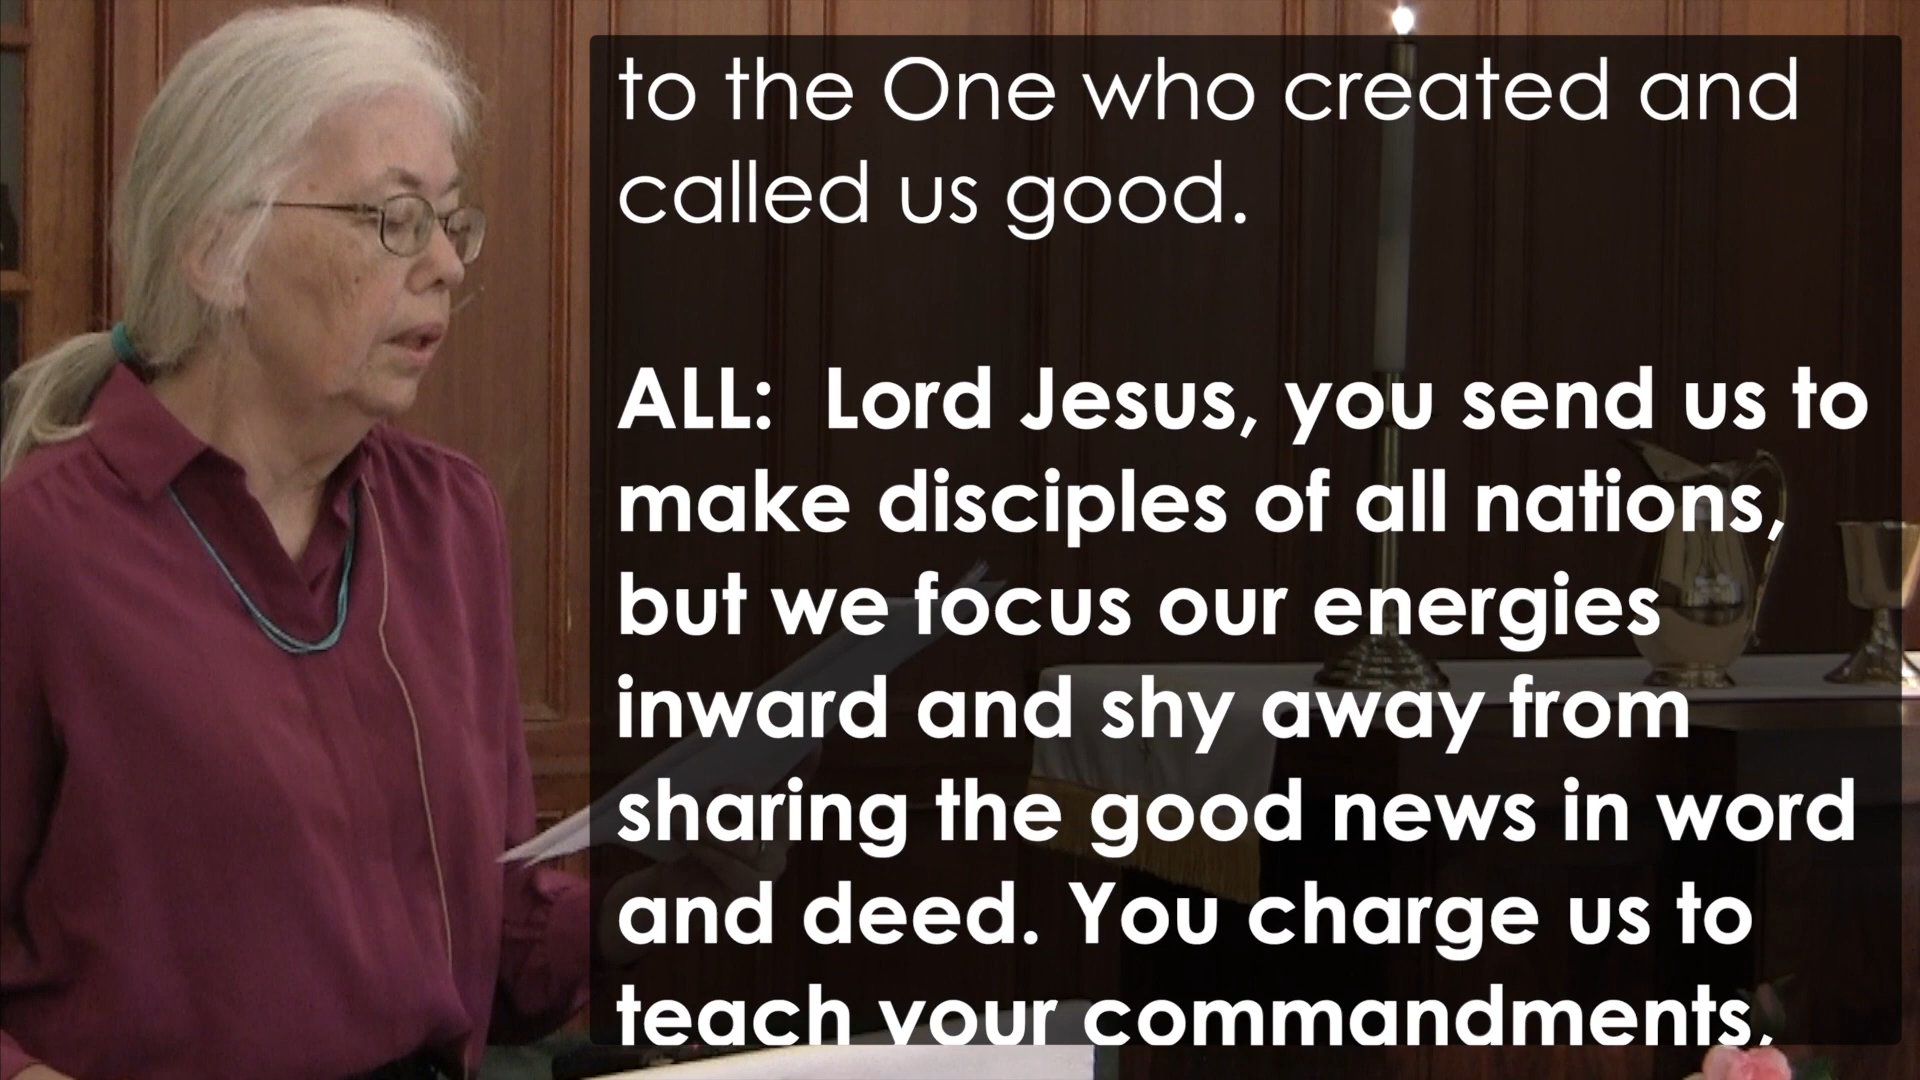 to the One who created and
called us good.
ALL: Lord Jesus, you send us to
make disciples of all nations,
but we focus our energies
inward and shy away from
sharing the good news in word
and deed. You charge us to
teach your commandments,